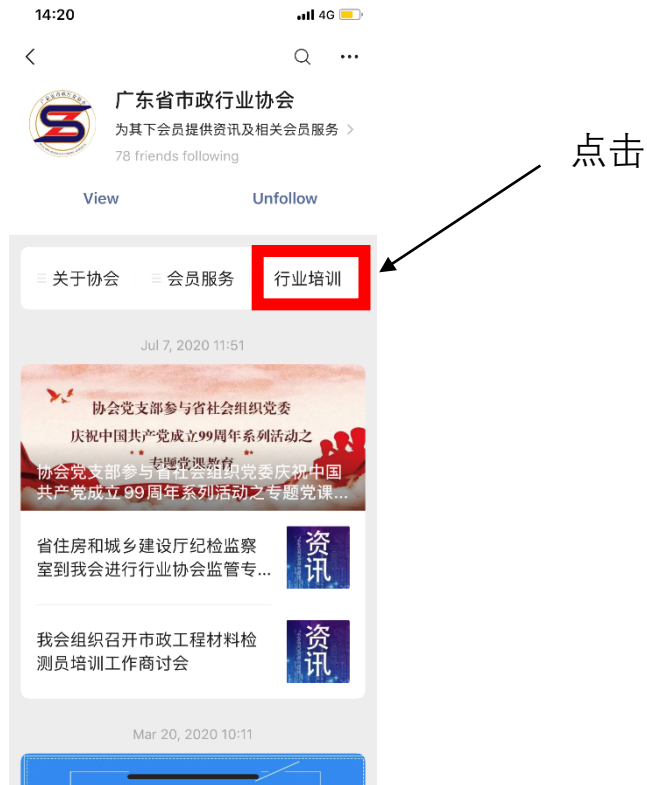 14:20
4G
广东省市政行业协会
为其下会员提供资讯及相关会员服务
78 friends following
点击
View
Unfollow
关于协会
会员服务
行业培训
Jul 7, 2020 11:51
协会党支部参与省社会组织党委
庆祝中国共产党成立99周年系列活动之
专题党课教育
协会党支部参与省社会组织党委庆祝中国
共产党成立99周年系列活动之专题党课...
省住房和城乡建设厅纪检监察
室到我会进行行业协会监管专...
资讯
我会组织召开市政工程材料检
测员培训工作商讨会
资讯
Mar 20, 2020 10:11